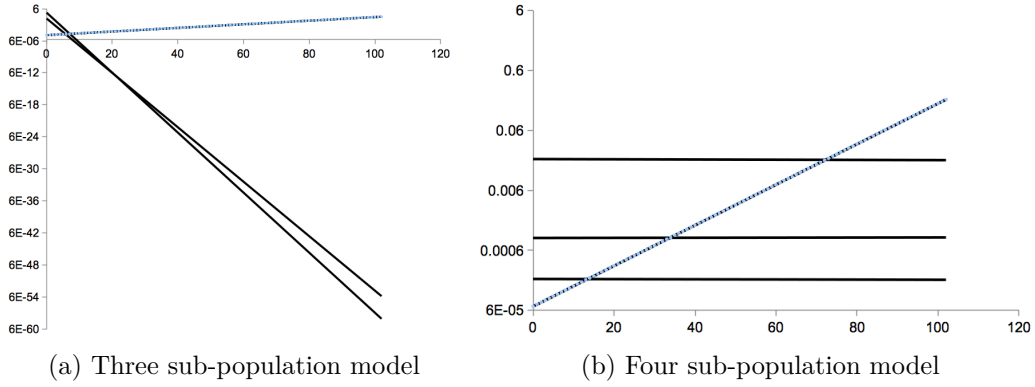 6
6E-06
6E-12
6E-18
6E-24
6E-30
6E-36
6E-42
6E-48
6E-54
6E-60
0 20 40 60 80 100 120
(a) Three sub-population model
6
0.6
0.06
0.006
0.0006
6E-05
0 20 40 60 80 100 120
(b) Four sub-population model